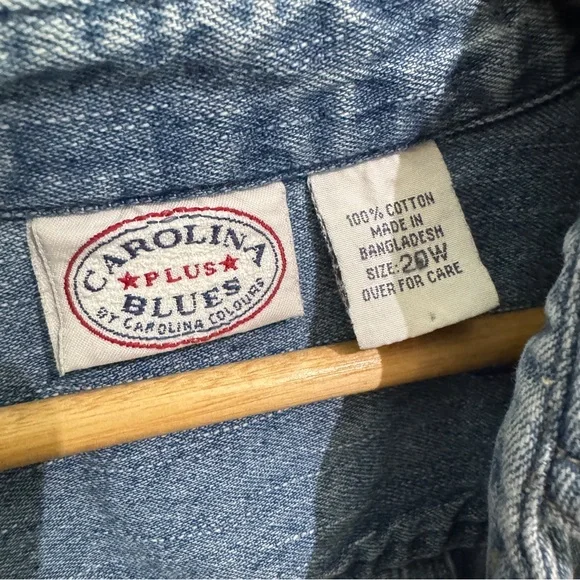 CAROLINA
★PLUS★
BLUES
BY CAROLINA COLOURS
100% COTTON
MADE IN
BANGLADESH
SIZE: 20W
OVER FOR CARE